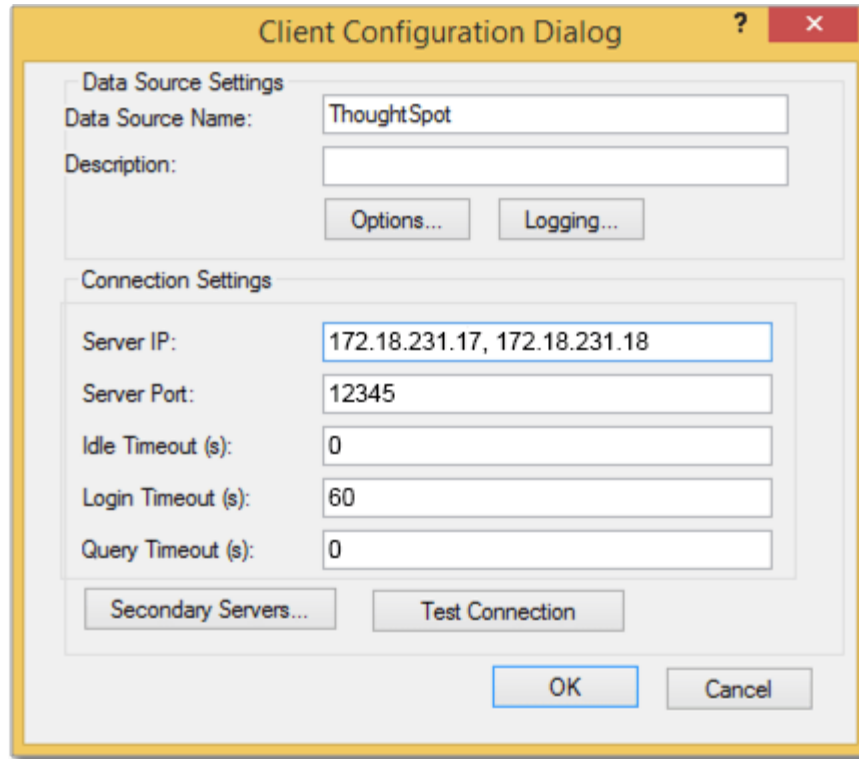 Client Configuration Dialog ? ×
Data Source Settings
Data Source Name: ThoughtSpot
Description:
Options... Logging...
Connection Settings
Server IP: 172.18.231.17, 172.18.231.18
Server Port: 12345
Idle Timeout (s): 0
Login Timeout (s): 60
Query Timeout (s): 0
Secondary Servers... Test Connection
OK Cancel